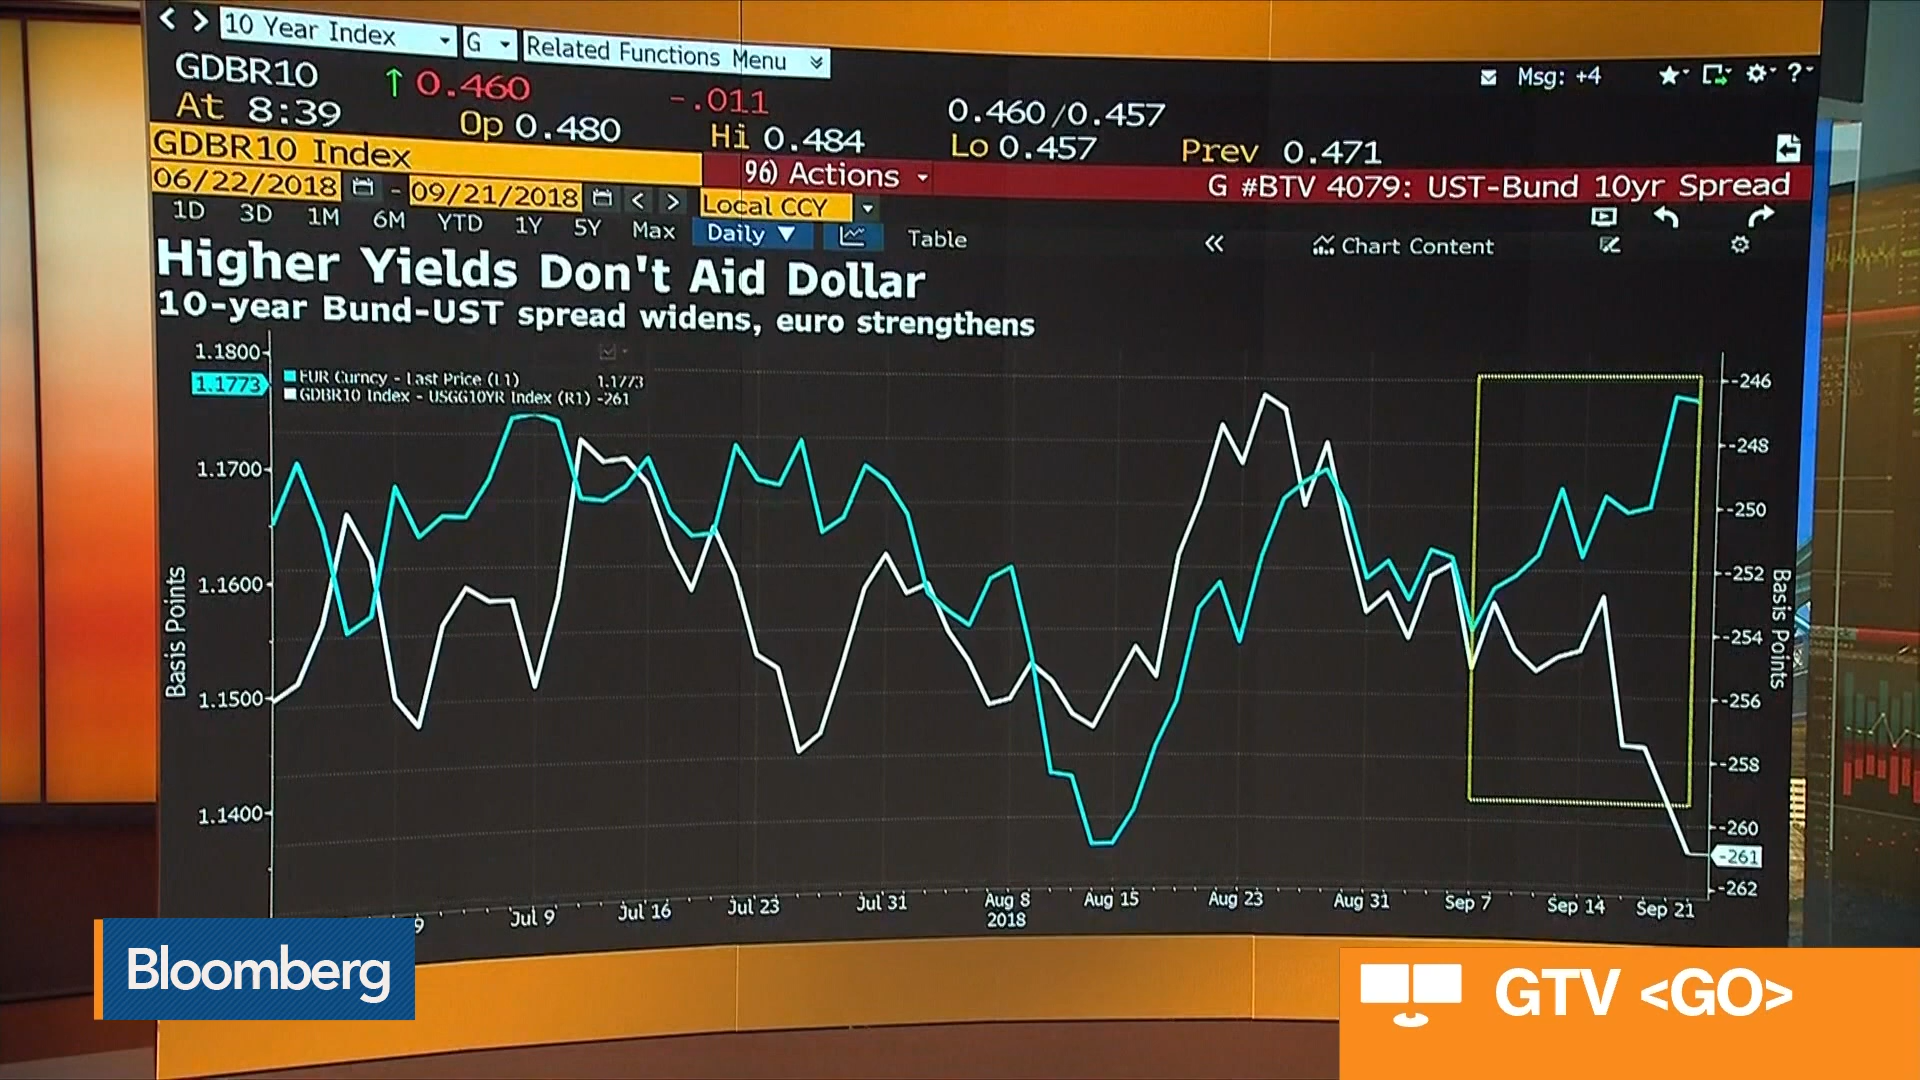 < > 10 Year Index G Related Functions Menu
GDBR10 ↑ 0.460 -.011 0.460/0.457 Msg: +4 ?
At 8:39 Op 0.480 Hi 0.484 Lo 0.457 Prev 0.471
GDBR10 Index 96) Actions G #BTV 4079: UST-Bund 10yr Spread
06/22/2018 - 09/21/2018 < > Local CCY
1D 3D 1M 6M YTD 1Y 5Y Max Daily ▼ Table << Chart Content
Higher Yields Don't Aid Dollar
10-year Bund-UST spread widens, euro strengthens
EUR Curncy - Last Price (L1) 1.1773
GDBR10 Index - USGG10YR Index (R1) -261
1.1800
1.1773
1.1700
1.1600
1.1500
1.1400
Basis Points
-246
-248
-250
-252
-254
-256
-258
-260
-261
-262
Basis Points
9 Jul 9 Jul 16 Jul 23 Jul 31 Aug 8 Aug 15 Aug 23 Aug 31 Sep 7 Sep 14 Sep 21
2018
Bloomberg
GTV <GO>